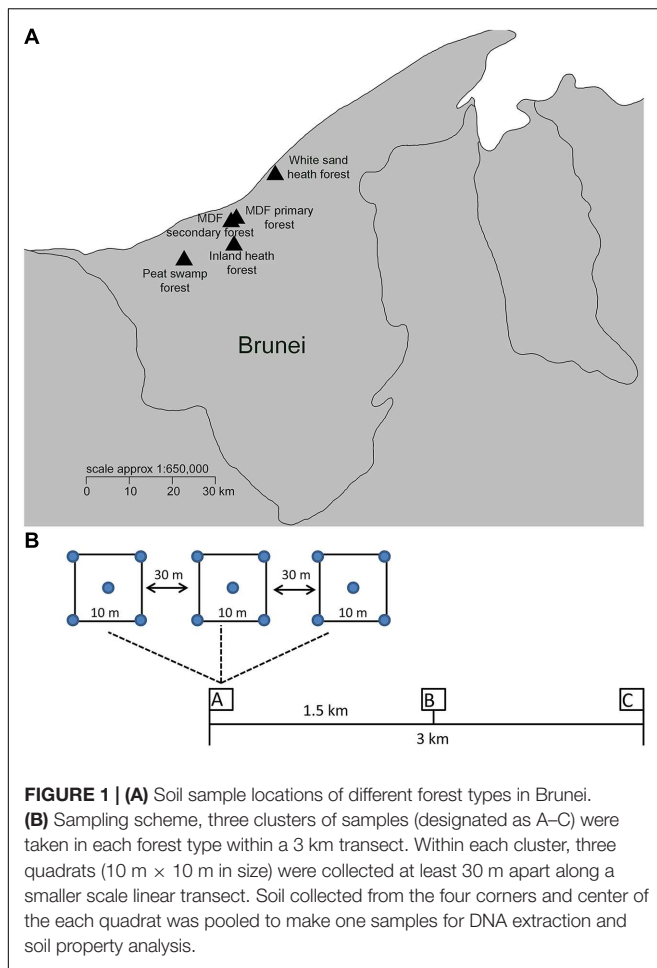 A
White sand
heath forest
MDF primary
forest
MDF
secondary forest
Inland heath
forest
Peat swamp
forest
Brunei
scale approx 1:650,000
0 10 20 30 km
B
30 m 30 m
10 m 10 m 10 m
A B C
1.5 km
3 km
FIGURE 1 | (A) Soil sample locations of different forest types in Brunei.
(B) Sampling scheme, three clusters of samples (designated as A–C) were
taken in each forest type within a 3 km transect. Within each cluster, three
quadrats (10 m × 10 m in size) were collected at least 30 m apart along a
smaller scale linear transect. Soil collected from the four corners and center of
the each quadrat was pooled to make one samples for DNA extraction and
soil property analysis.